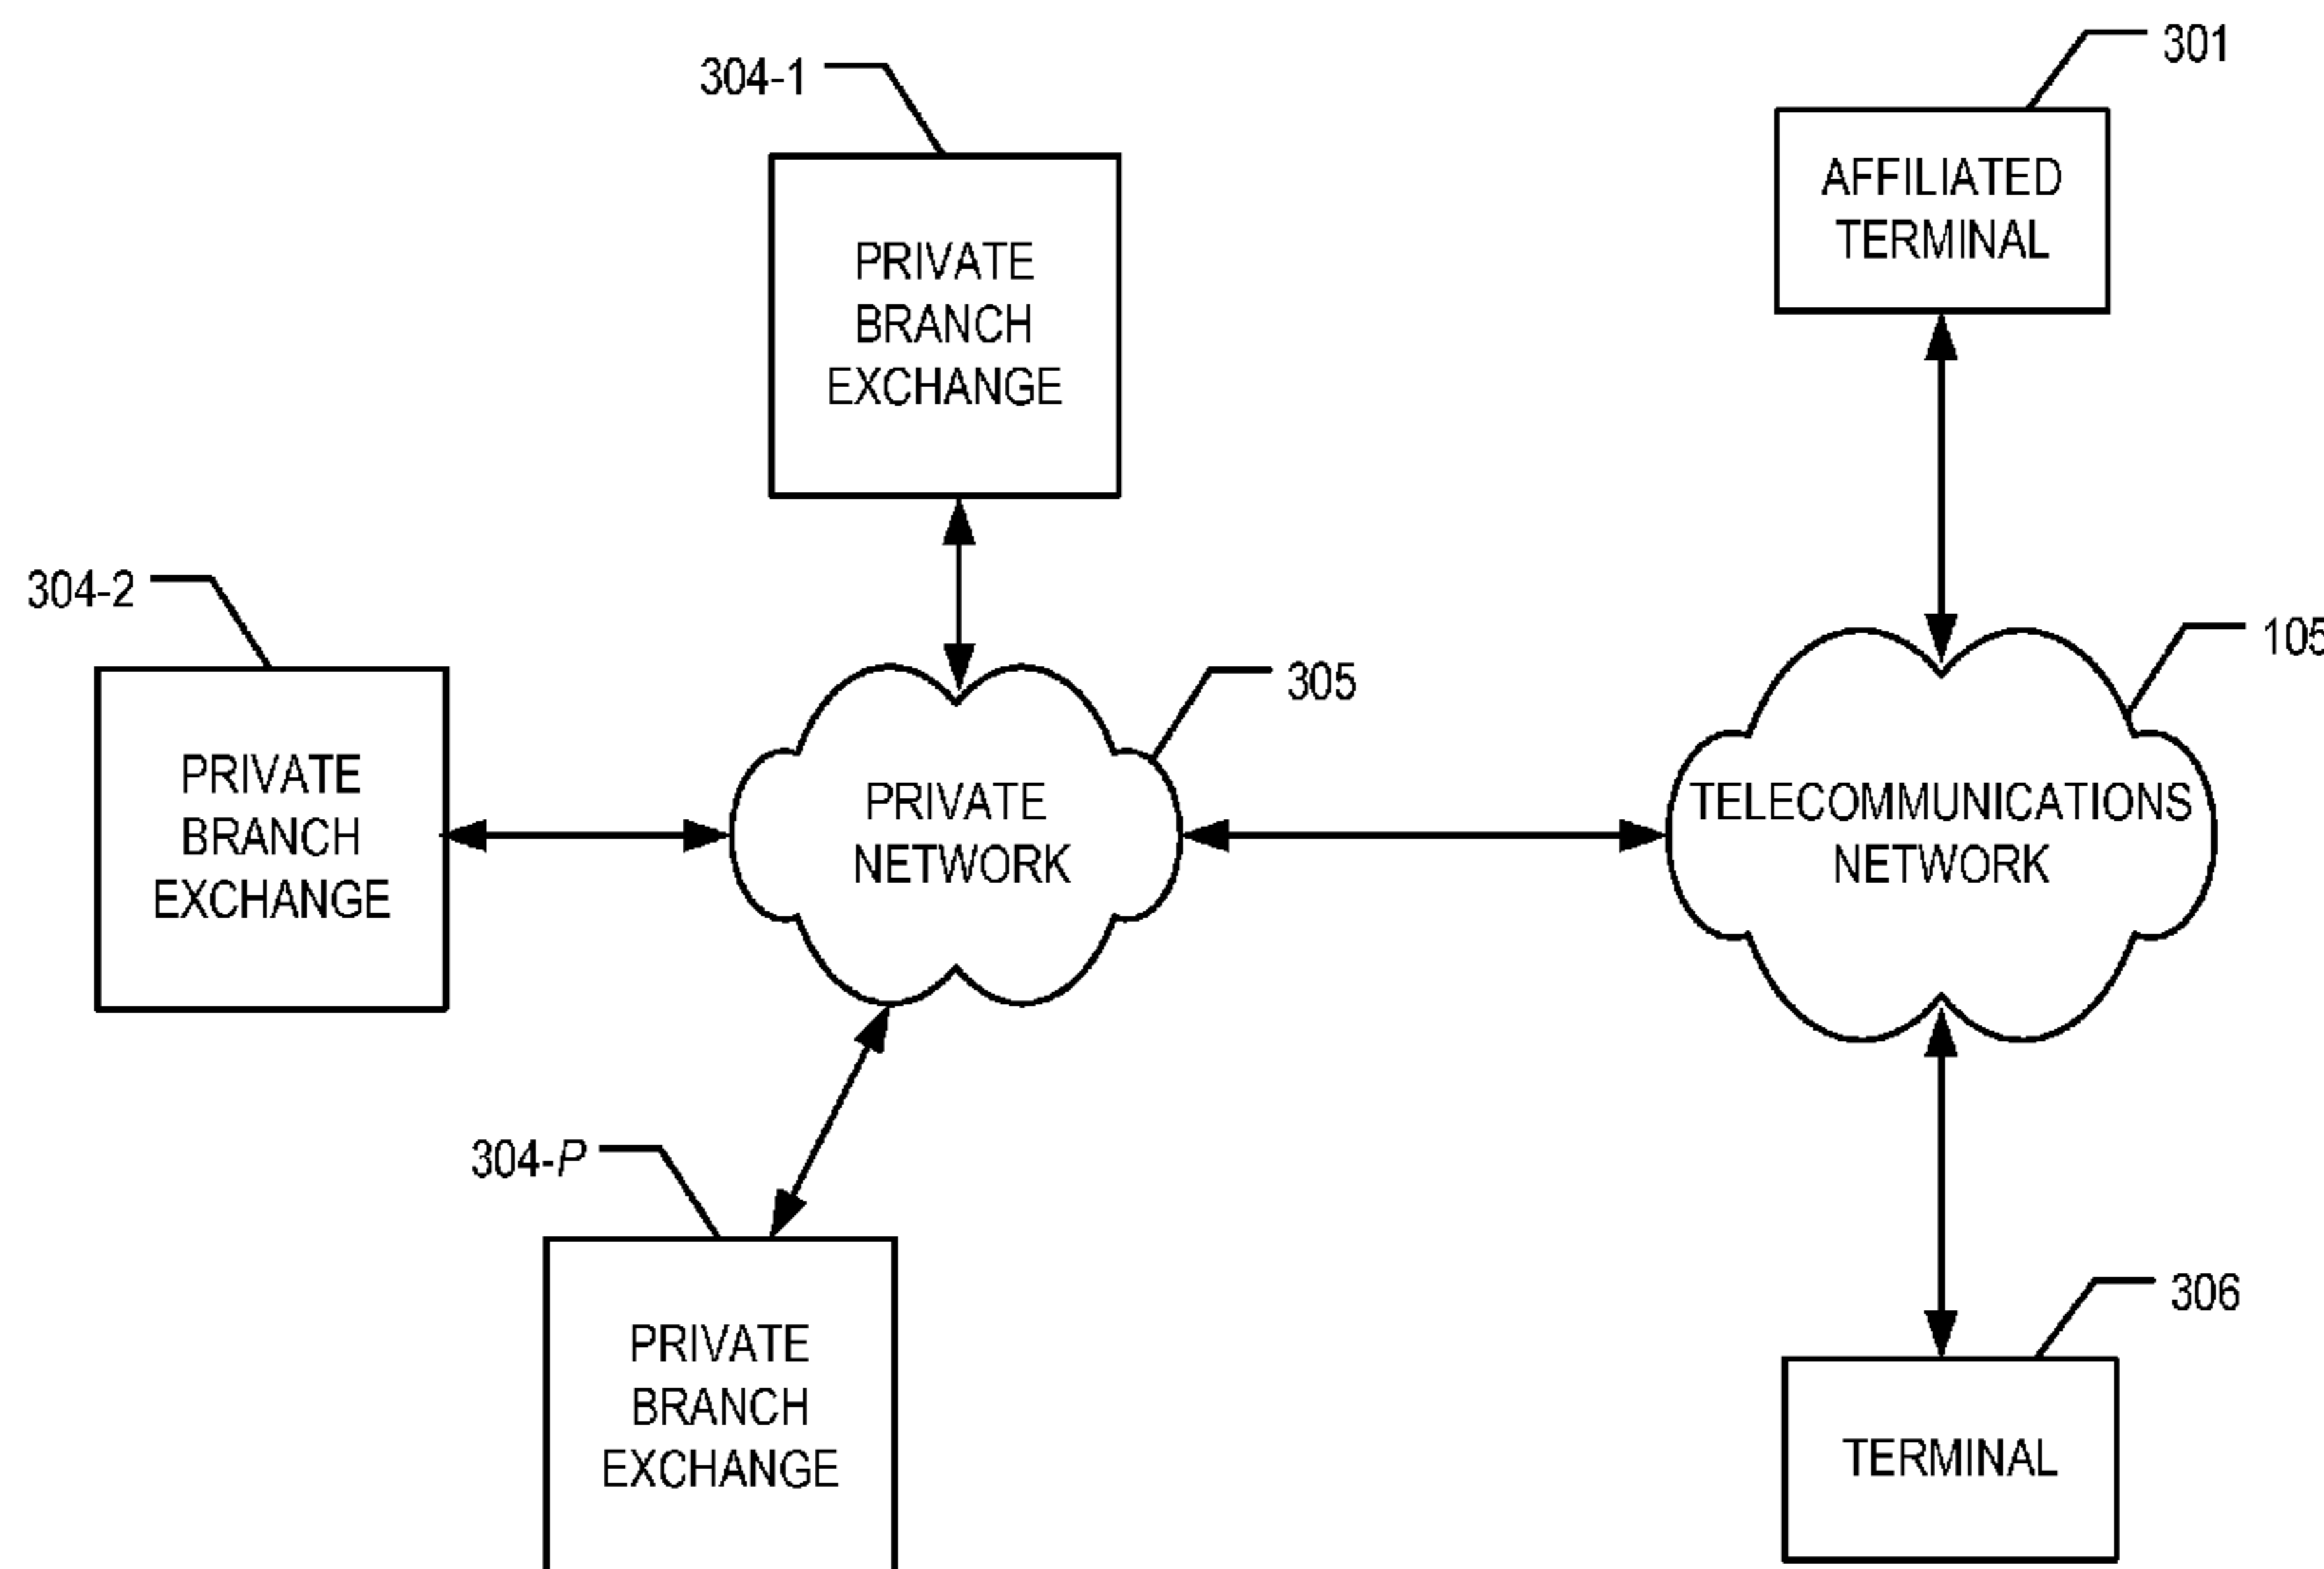 301
304-1
AFFILIATED
TERMINAL
PRIVATE
BRANCH
EXCHANGE
304-2
105
305
PRIVATE
BRANCH
EXCHANGE
PRIVATE
NETWORK
TELECOMMUNICATIONS
NETWORK
304-P
306
PRIVATE
BRANCH
EXCHANGE
TERMINAL